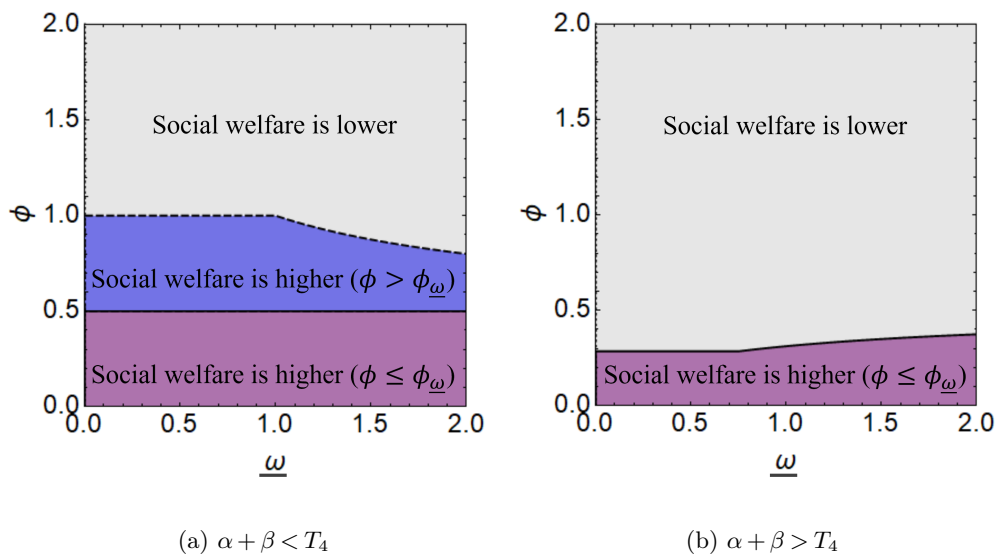 2.0
Social welfare is lower
1.5
ϕ
1.0
Social welfare is higher (ϕ > ϕ_ω̲)
0.5
Social welfare is higher (ϕ ≤ ϕ_ω̲)
0.0
0.0 0.5 1.0 1.5 2.0
ω̲
(a) α + β < T₄
2.0
Social welfare is lower
1.5
ϕ
1.0
0.5
Social welfare is higher (ϕ ≤ ϕ_ω̲)
0.0
0.0 0.5 1.0 1.5 2.0
ω̲
(b) α + β > T₄